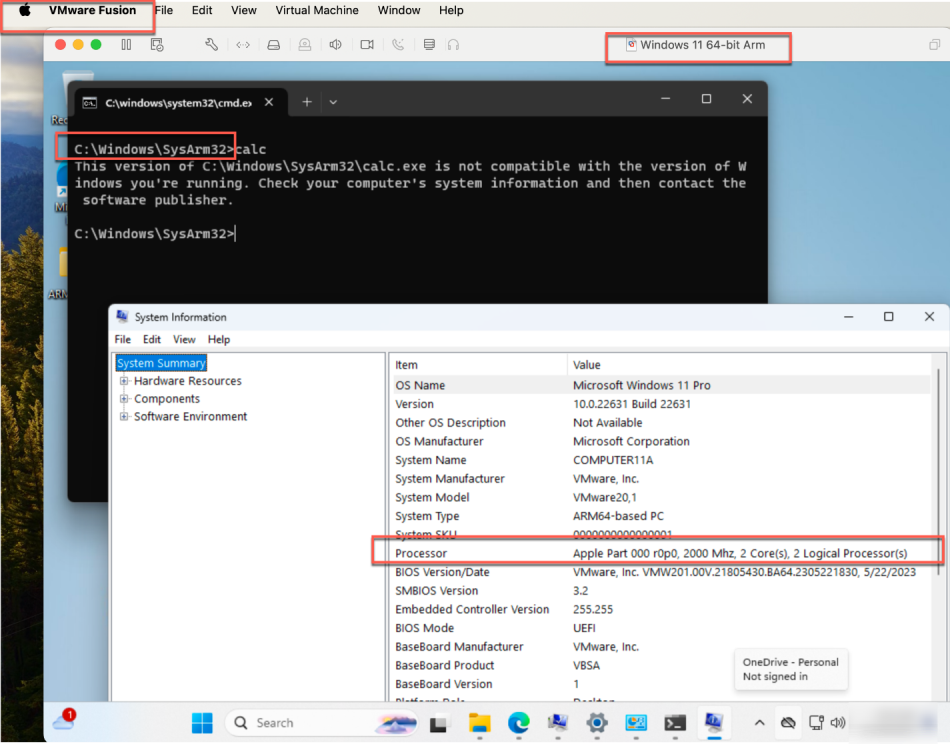 VMware Fusion File Edit View Virtual Machine Window Help
Windows 11 64-bit Arm
C:\windows\system32\cmd.ex
C:\Windows\SysArm32>calc
This version of C:\Windows\SysArm32\calc.exe is not compatible with the version of W
indows you're running. Check your computer's system information and then contact the
software publisher.
C:\Windows\SysArm32>
System Information
File Edit View Help
System Summary
Hardware Resources
Components
Software Environment
Item Value
OS Name Microsoft Windows 11 Pro
Version 10.0.22631 Build 22631
Other OS Description Not Available
OS Manufacturer Microsoft Corporation
System Name COMPUTER11A
System Manufacturer VMware, Inc.
System Model VMware20,1
System Type ARM64-based PC
System SKU 0000000000000001
Processor Apple Part 000 r0p0, 2000 Mhz, 2 Core(s), 2 Logical Processor(s)
BIOS Version/Date VMware, Inc. VMW201.00V.21805430.BA64.2305221830, 5/22/2023
SMBIOS Version 3.2
Embedded Controller Version 255.255
BIOS Mode UEFI
BaseBoard Manufacturer VMware, Inc.
BaseBoard Product VBSA
BaseBoard Version 1
Platform Role Desktop
OneDrive - Personal
Not signed in
1
Search